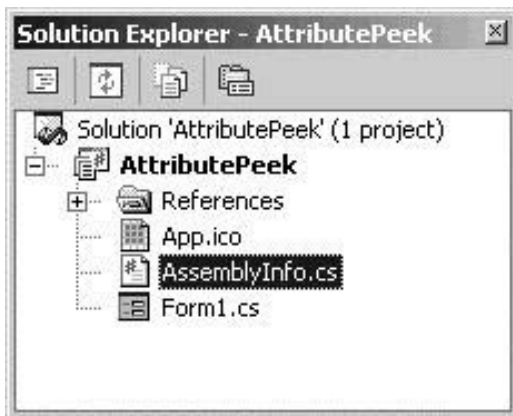 Solution Explorer - AttributePeek
Solution 'AttributePeek' (1 project)
AttributePeek
References
App.ico
AssemblyInfo.cs
Form1.cs